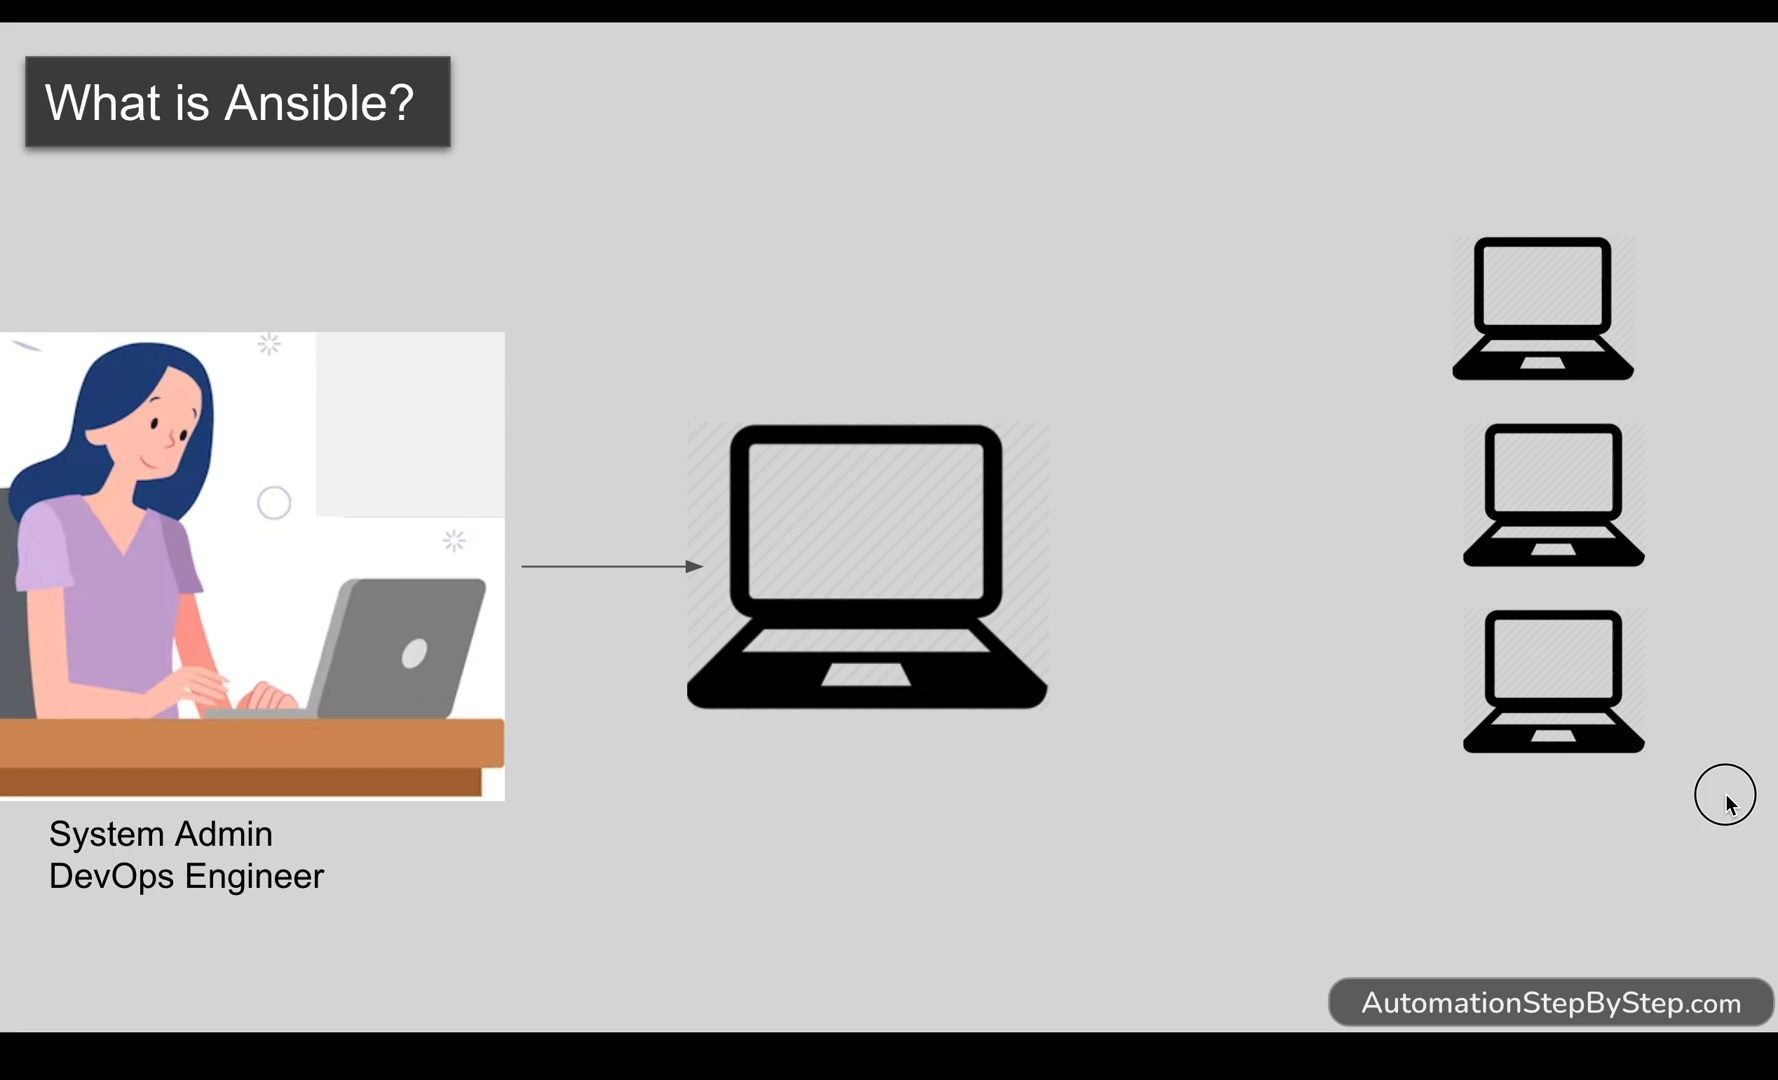 What is Ansible?
System Admin
DevOps Engineer
AutomationStepByStep.com